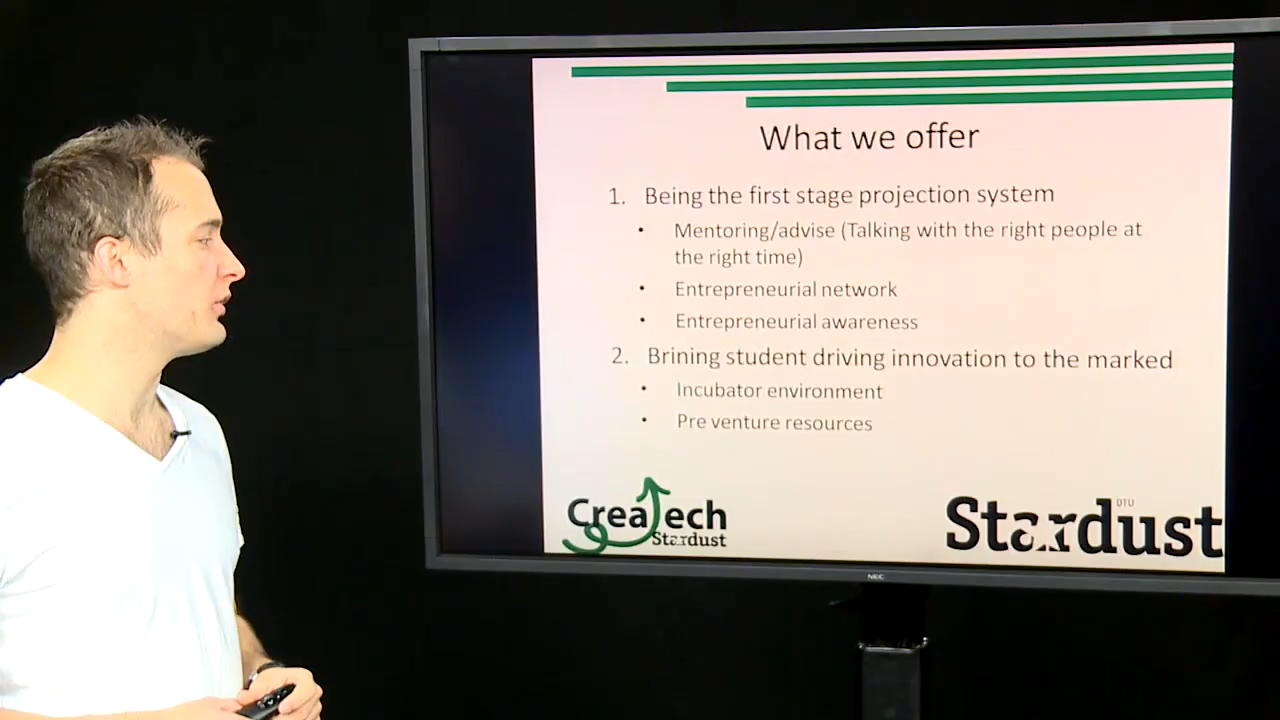 What we offer
1. Being the first stage projection system
• Mentoring/advise (Talking with the right people at
the right time)
• Entrepreneurial network
• Entrepreneurial awareness
2. Brining student driving innovation to the marked
• Incubator environment
• Pre venture resources
CreaTech
Stardust
DTU
Stardust
NEC